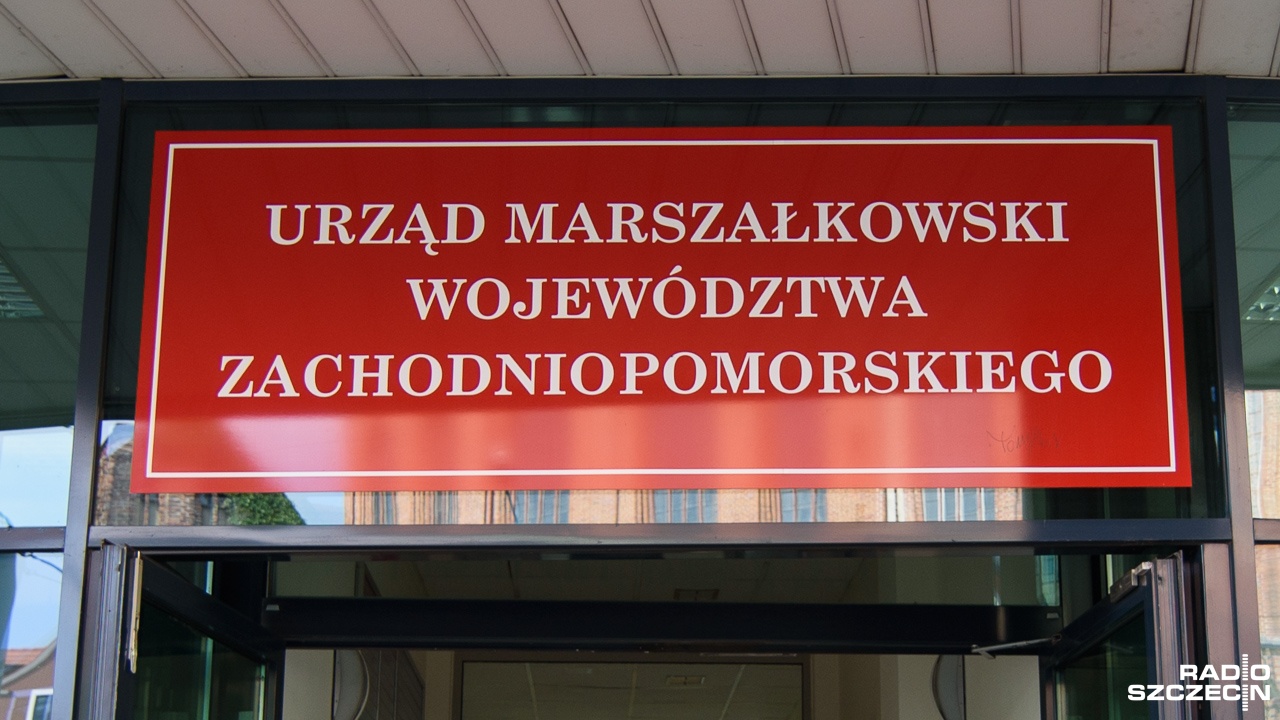 URZĄD MARSZAŁKOWSKI
WOJEWÓDZTWA
ZACHODNIOPOMORSKIEGO
RADIO
SZCZECIN